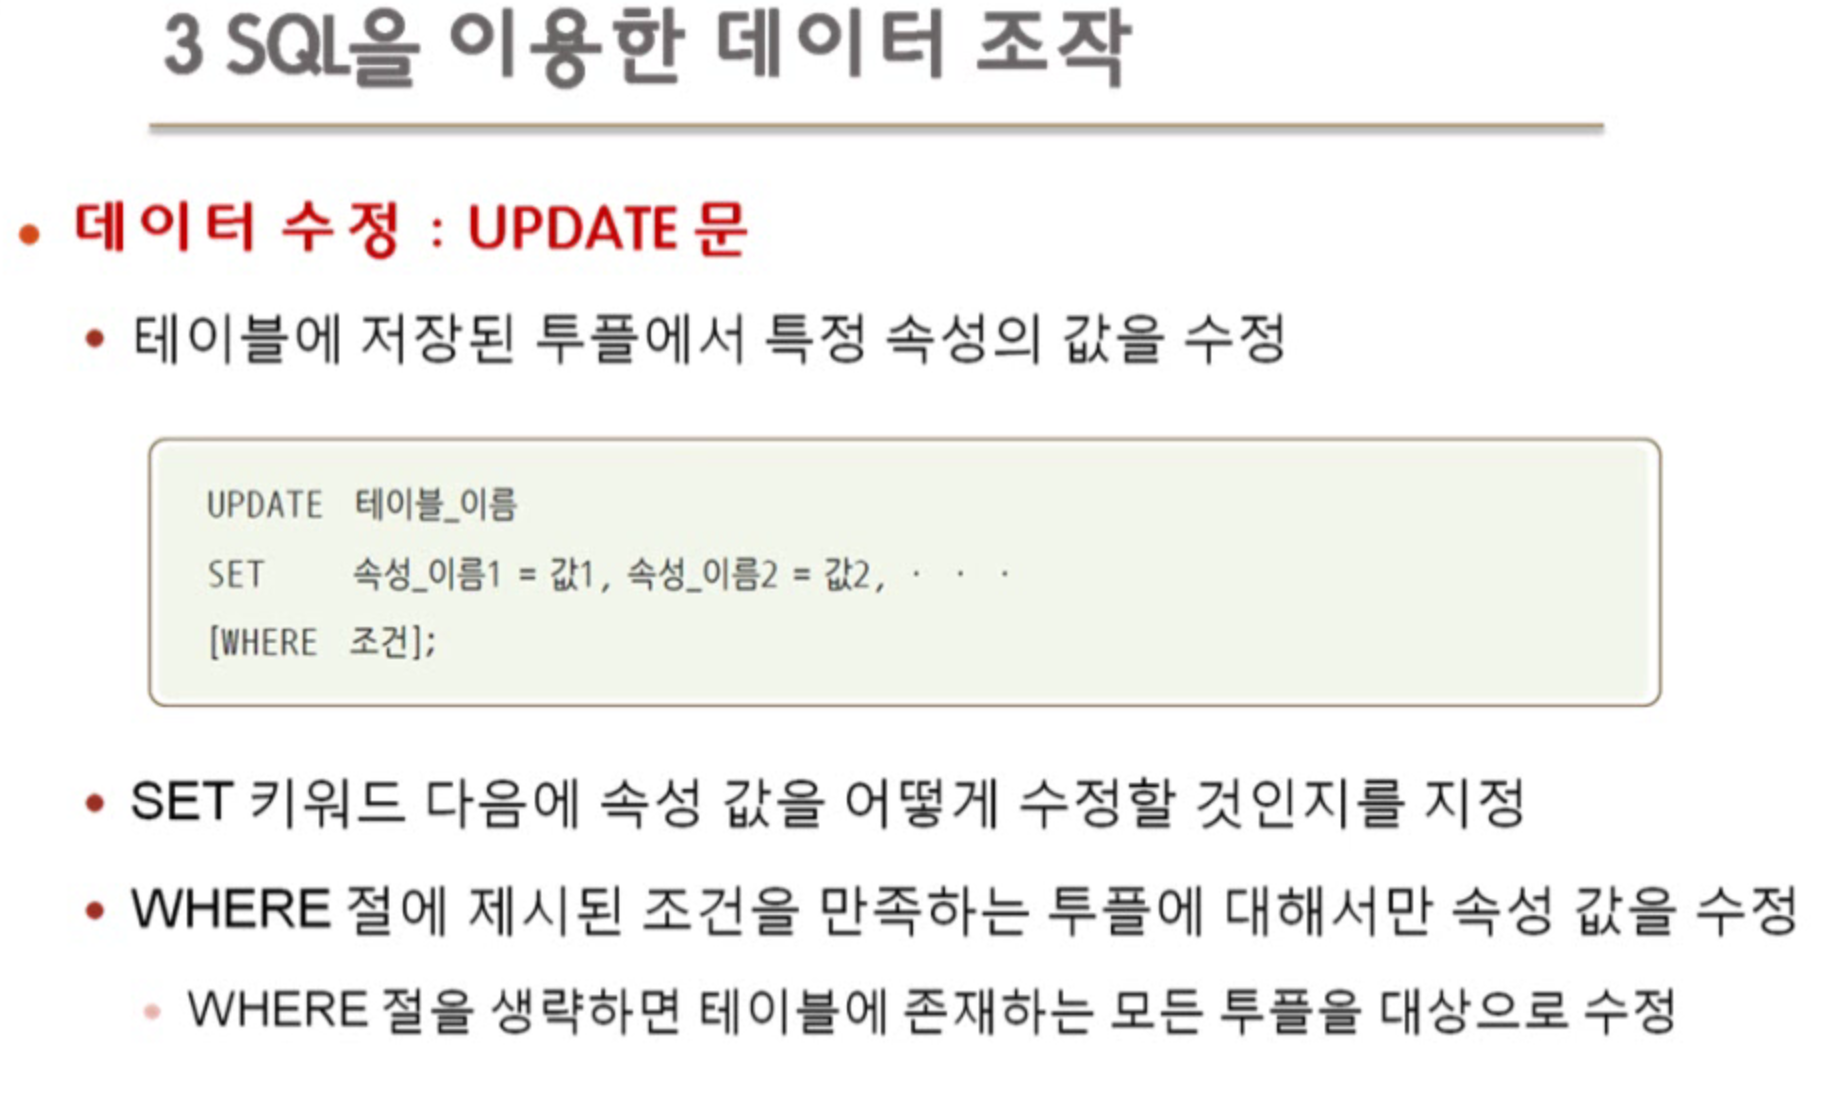 3 SQL을 이용한 데이터 조작
• 데이터 수정 : UPDATE 문
• 테이블에 저장된 투플에서 특정 속성의 값을 수정
UPDATE 테이블_이름
SET 속성_이름1 = 값1, 속성_이름2 = 값2, · · ·
[WHERE 조건];
• SET 키워드 다음에 속성 값을 어떻게 수정할 것인지를 지정
• WHERE 절에 제시된 조건을 만족하는 투플에 대해서만 속성 값을 수정
• WHERE 절을 생략하면 테이블에 존재하는 모든 투플을 대상으로 수정